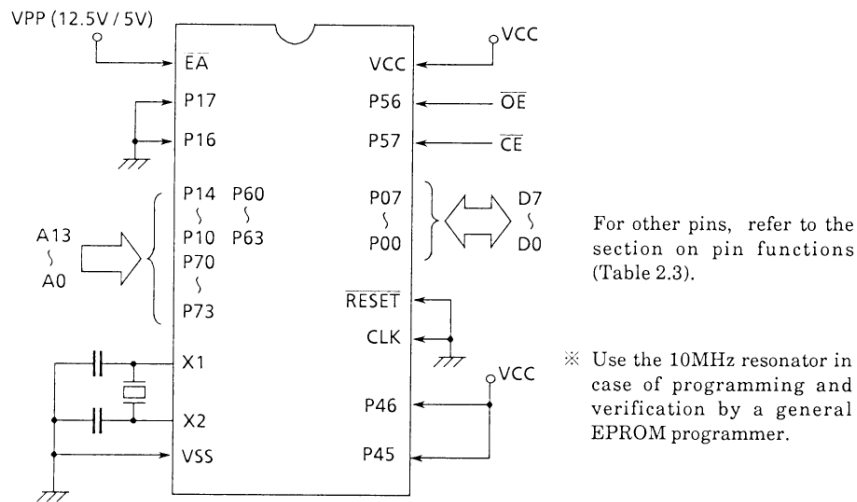 VPP (12.5V / 5V)
EA
P17
P16
A13
~
A0
P14 P60
~ ~
P10 P63
P70
~
P73
X1
X2
VSS
VCC
VCC
P56
OE
P57
CE
P07
~
P00
D7
~
D0
RESET
CLK
VCC
P46
P45
For other pins, refer to the
section on pin functions
(Table 2.3).
※ Use the 10MHz resonator in
case of programming and
verification by a general
EPROM programmer.